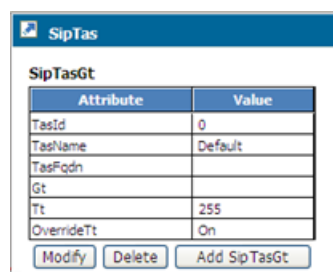 SipTas
SipTasGt
Attribute Value
TasId 0
TasName Default
TasFqdn
Gt
Tt 255
OverrideTt On
Modify Delete Add SipTasGt